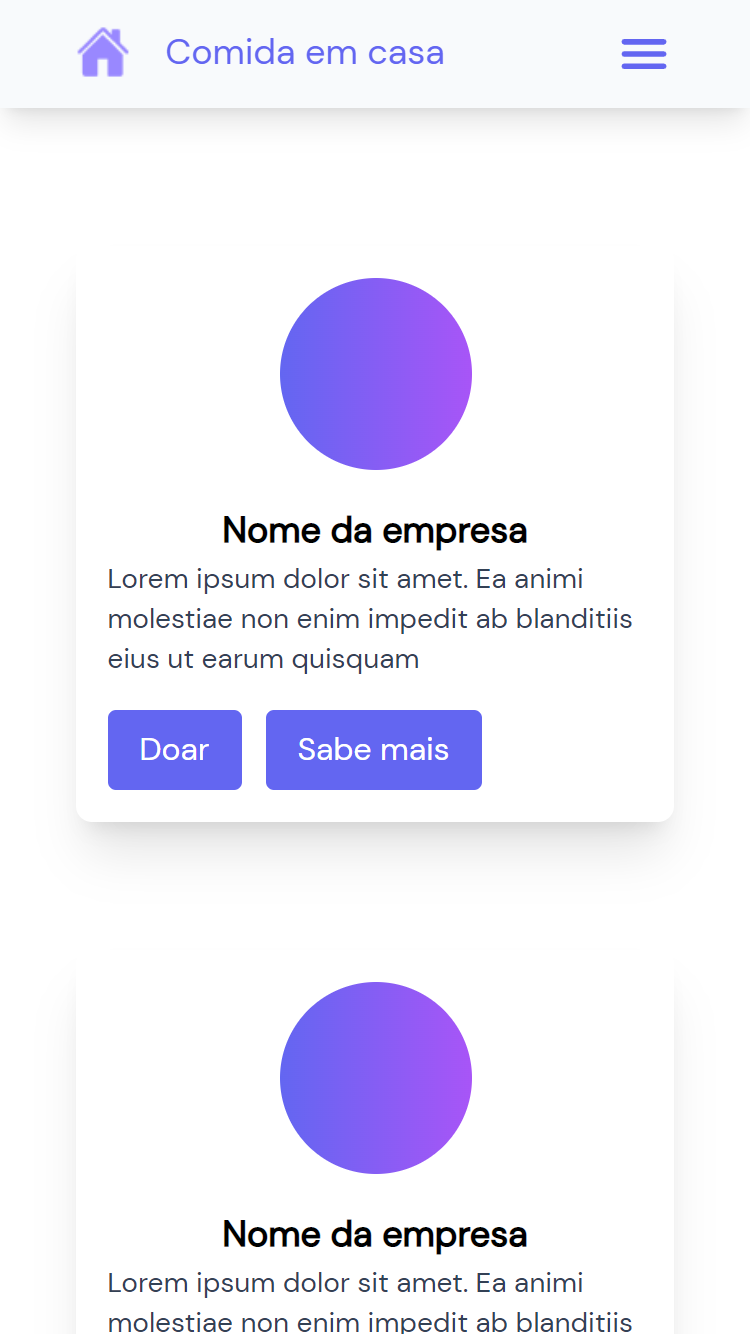 Comida em casa
Nome da empresa
Lorem ipsum dolor sit amet. Ea animi
molestiae non enim impedit ab blanditiis
eius ut earum quisquam
Doar
Sabe mais
Nome da empresa
Lorem ipsum dolor sit amet. Ea animi
molestiae non enim impedit ab blanditiis